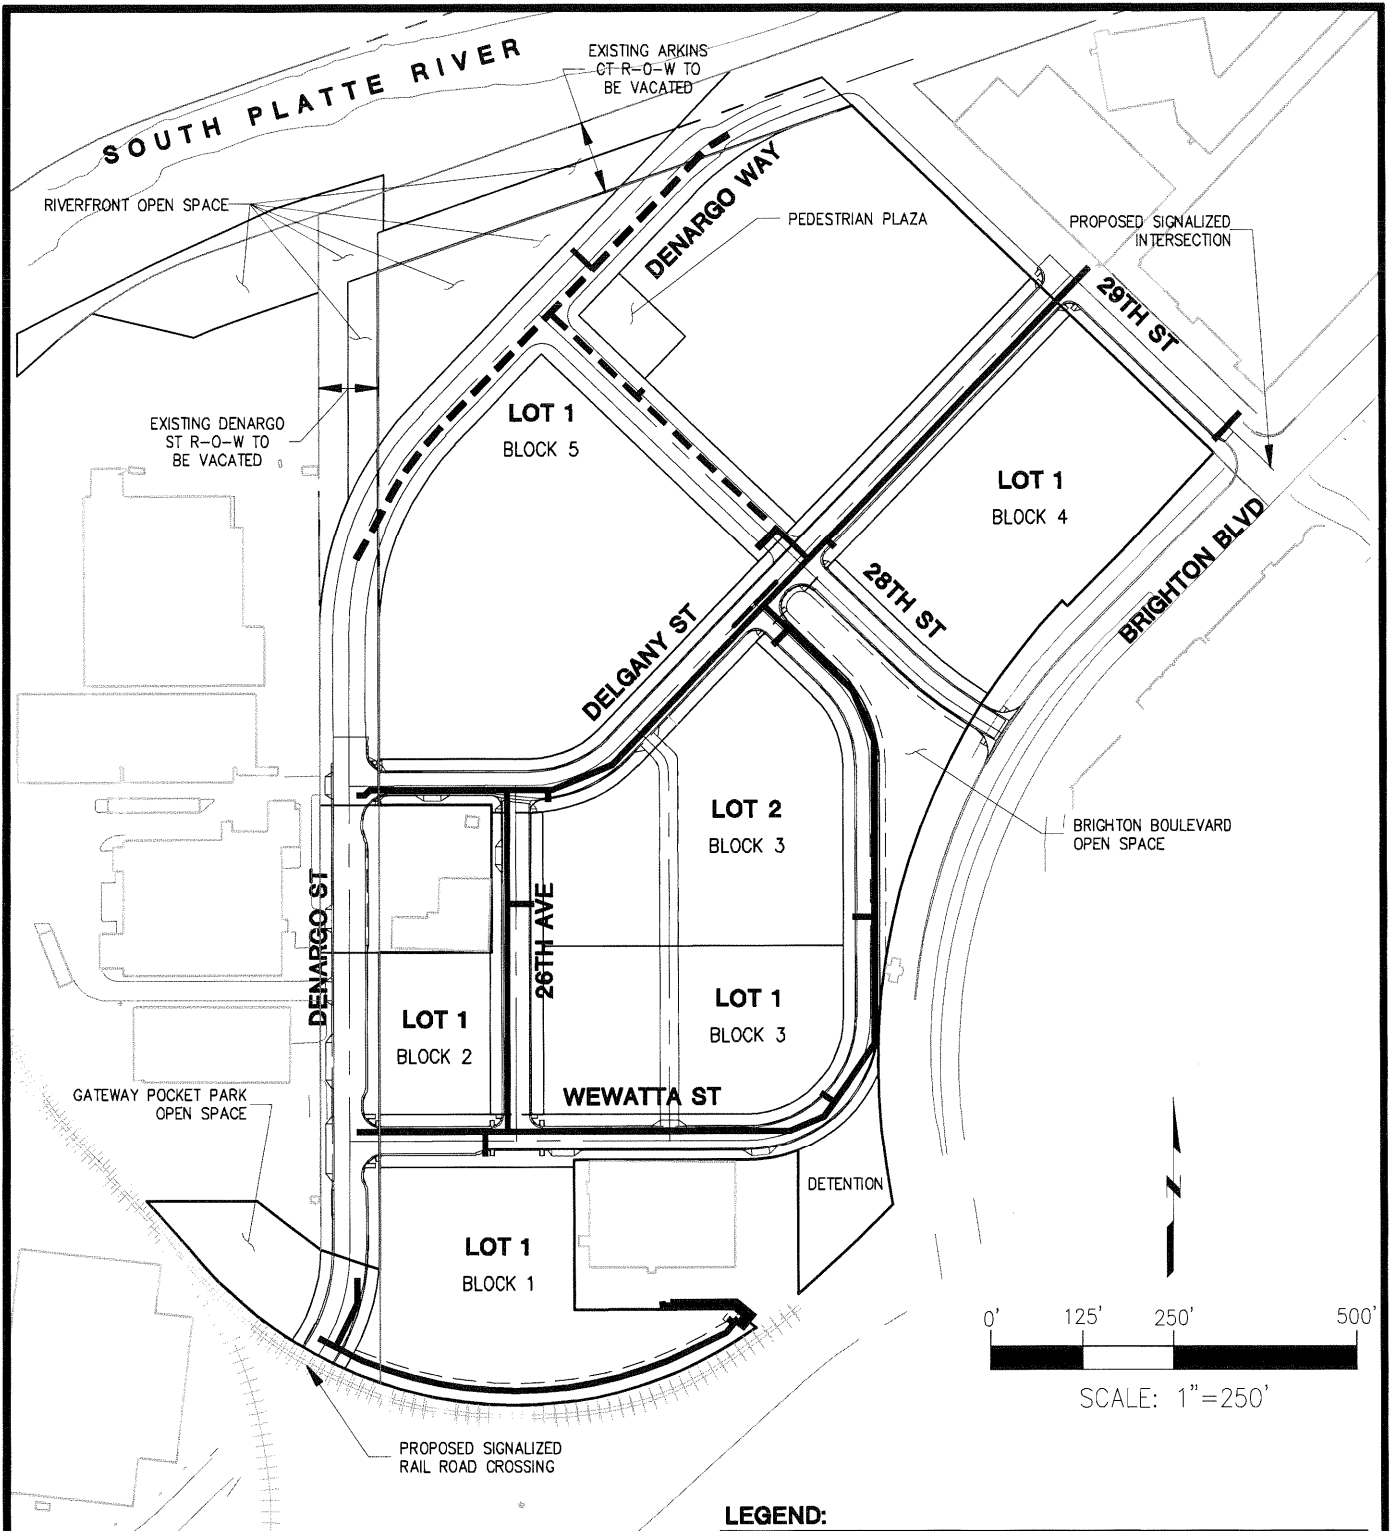 SOUTH PLATTE RIVER
EXISTING ARKINS
CT R-O-W TO
BE VACATED
RIVERFRONT OPEN SPACE
DENARGO WAY
PEDESTRIAN PLAZA
PROPOSED SIGNALIZED
INTERSECTION
29TH ST
EXISTING DENARGO
ST R-O-W TO
BE VACATED
LOT 1
BLOCK 5
LOT 1
BLOCK 4
BRIGHTON BLVD
28TH ST
DELGANY ST
LOT 2
BLOCK 3
BRIGHTON BOULEVARD
OPEN SPACE
DENARGO ST
26TH AVE
LOT 1
BLOCK 2
LOT 1
BLOCK 3
WEWATTA ST
GATEWAY POCKET PARK
OPEN SPACE
DETENTION
LOT 1
BLOCK 1
N
0' 125' 250' 500'
SCALE: 1"=250'
PROPOSED SIGNALIZED
RAIL ROAD CROSSING
LEGEND: